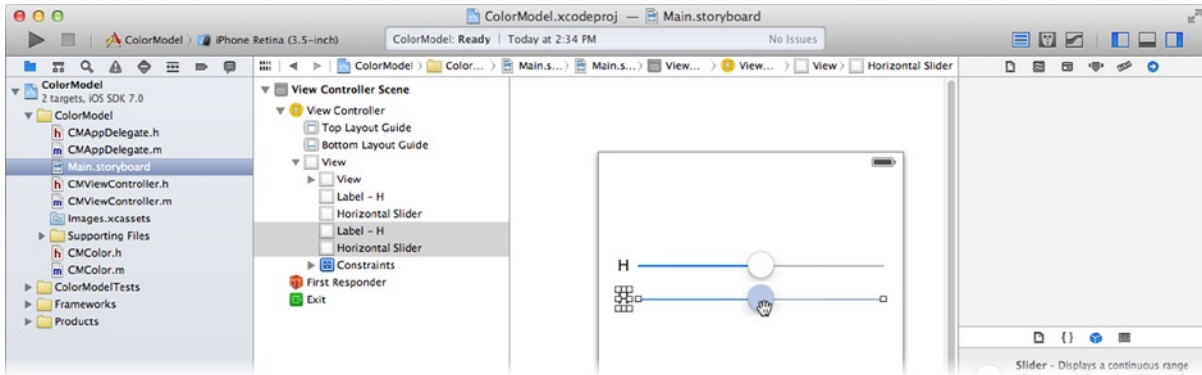 ColorModel.xcodeproj — Main.storyboard
ColorModel iPhone Retina (3.5-inch)
ColorModel: Ready | Today at 2:34 PM No Issues
ColorModel Color... Main.s... Main.s... View... View... View Horizontal Slider
ColorModel
2 targets, iOS SDK 7.0
ColorModel
h CMAppDelegate.h
m CMAppDelegate.m
Main.storyboard
h CMViewController.h
m CMViewController.m
Images.xcassets
Supporting Files
h CMColor.h
m CMColor.m
ColorModelTests
Frameworks
Products
View Controller Scene
View Controller
Top Layout Guide
Bottom Layout Guide
View
View
Label – H
Horizontal Slider
Label – H
Horizontal Slider
Constraints
First Responder
Exit
H
Slider – Displays a continuous range